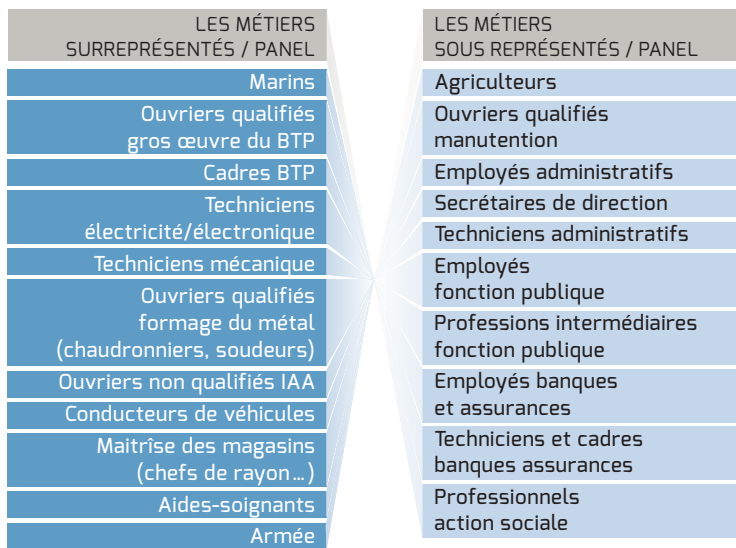 LES MÉTIERS
SURREPRÉSENTÉS / PANEL
Marins
Ouvriers qualifiés
gros œuvre du BTP
Cadres BTP
Techniciens
électricité/électronique
Techniciens mécanique
Ouvriers qualifiés
formage du métal
(chaudronniers, soudeurs)
Ouvriers non qualifiés IAA
Conducteurs de véhicules
Maitrîse des magasins
(chefs de rayon...)
Aides-soignants
Armée
LES MÉTIERS
SOUS REPRÉSENTÉS / PANEL
Agriculteurs
Ouvriers qualifiés
manutention
Employés administratifs
Secrétaires de direction
Techniciens administratifs
Employés
fonction publique
Professions intermédiaires
fonction publique
Employés banques
et assurances
Techniciens et cadres
banques assurances
Professionnels
action sociale